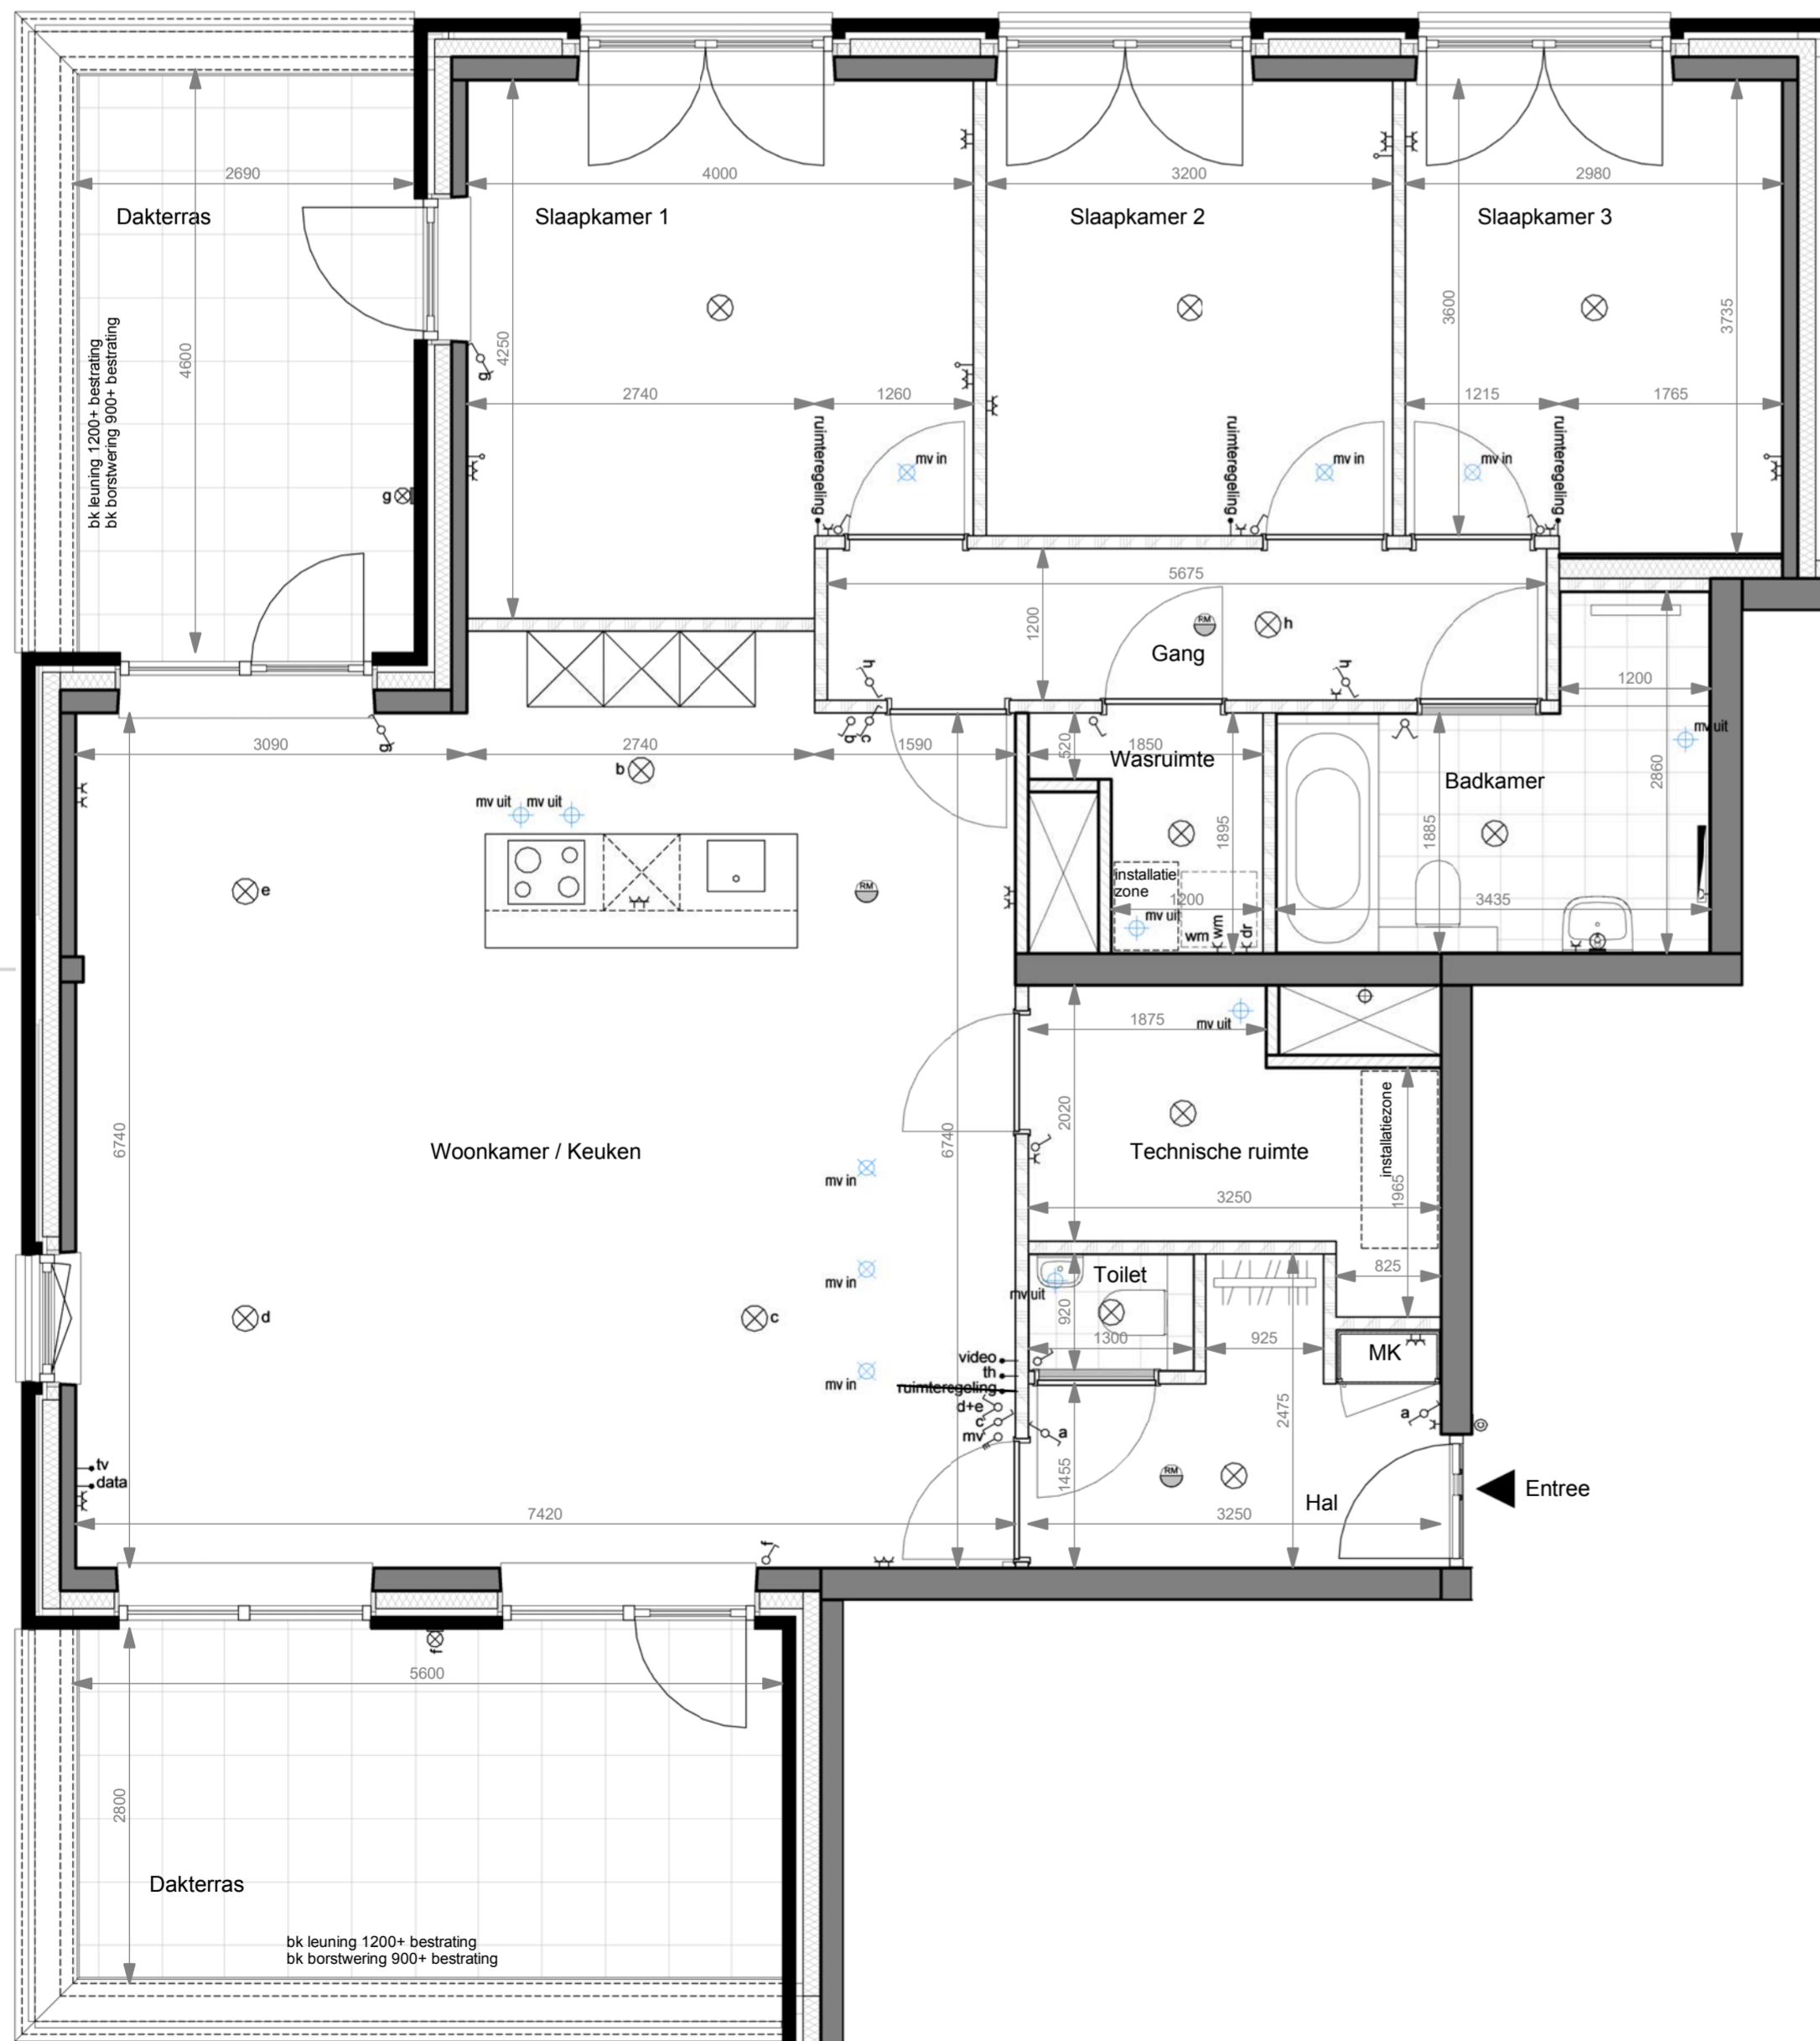 2690
4000
3200
2980
Dakterras
Slaapkamer 1
Slaapkamer 2
Slaapkamer 3
4600
bk leuning 1200+ bestrating
bk borstwering 900+ bestrating
4250
3600
3735
g
2740
1260
1215
1765
ruimteregeling
mv in
ruimteregeling
mv in
mv in
ruimteregeling
g
5675
1200
RM
h
Gang
h
h
1200
g
b
c
3090
2740
1590
520
1850
Wasruimte
mv uit
b
Badkamer
2860
mv uit
mv uit
1895
1885
e
RM
installatie
zone
1200
mv uit
wm
wm
dr
3435
1875
mv uit
6740
6740
2020
Woonkamer / Keuken
Technische ruimte
installatiezone
1965
mv in
3250
Toilet
825
mv in
mv uit
920
d
c
1300
925
MK
video
th
mv in
ruimteregeling
d+e
c
mv
a
a
2475
1455
tv
data
RM
Hal
Entree
7420
3250
f
f
5600
2800
Dakterras
bk leuning 1200+ bestrating
bk borstwering 900+ bestrating